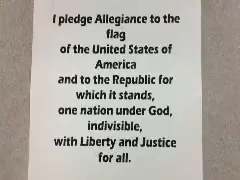 I pledge Allegiance to the
flag
of the United States of
America
and to the Republic for
which it stands,
one nation under God,
indivisible,
with Liberty and Justice
for all.